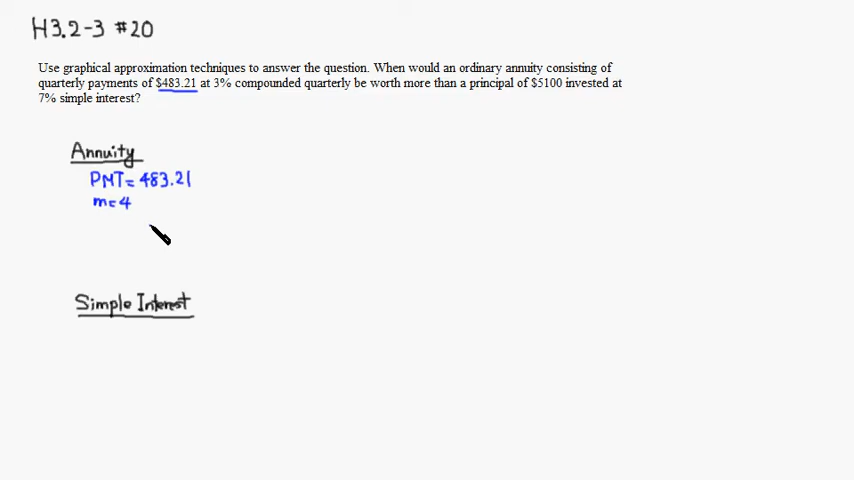 H3.2-3 #20
Use graphical approximation techniques to answer the question. When would an ordinary annuity consisting of
quarterly payments of $483.21 at 3% compounded quarterly be worth more than a principal of $5100 invested at
7% simple interest?
Annuity
PMT= 483.21
m=4
Simple Interest